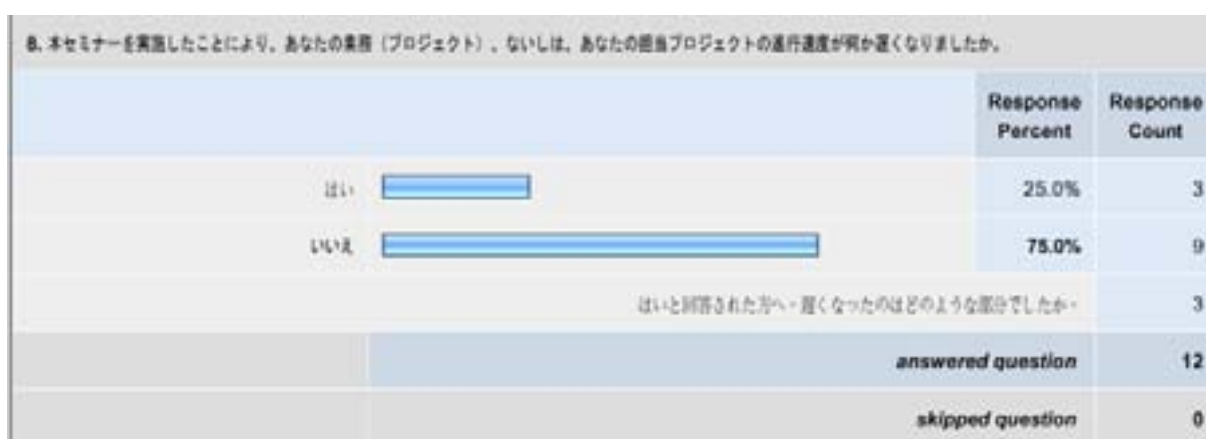 8. 本セミナーを実施したことにより、あなたの業務（プロジェクト）、ないしは、あなたの担当プロジェクトの進行速度が何か遅くなりましたか。
Response Percent
Response Count
はい 25.0% 3
いいえ 75.0% 9
はいと回答された方へ・遅くなったのはどのような部分でしたか・ 3
answered question 12
skipped question 0